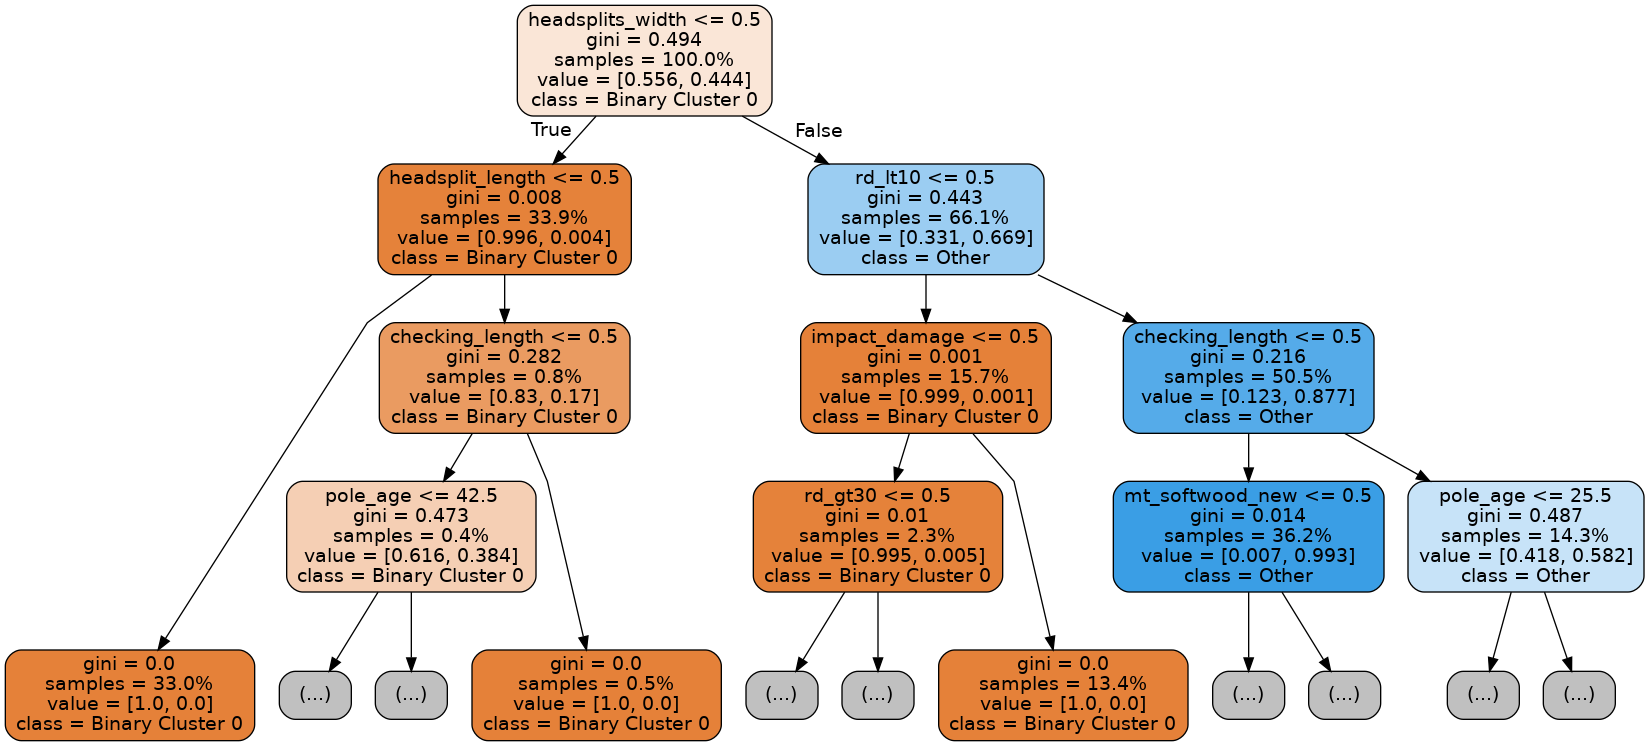 headsplits_width <= 0.5
gini = 0.494
samples = 100.0%
value = [0.556, 0.444]
class = Binary Cluster 0
True
False
headsplit_length <= 0.5
gini = 0.008
samples = 33.9%
value = [0.996, 0.004]
class = Binary Cluster 0
rd_lt10 <= 0.5
gini = 0.443
samples = 66.1%
value = [0.331, 0.669]
class = Other
checking_length <= 0.5
gini = 0.282
samples = 0.8%
value = [0.83, 0.17]
class = Binary Cluster 0
impact_damage <= 0.5
gini = 0.001
samples = 15.7%
value = [0.999, 0.001]
class = Binary Cluster 0
checking_length <= 0.5
gini = 0.216
samples = 50.5%
value = [0.123, 0.877]
class = Other
pole_age <= 42.5
gini = 0.473
samples = 0.4%
value = [0.616, 0.384]
class = Binary Cluster 0
rd_gt30 <= 0.5
gini = 0.01
samples = 2.3%
value = [0.995, 0.005]
class = Binary Cluster 0
mt_softwood_new <= 0.5
gini = 0.014
samples = 36.2%
value = [0.007, 0.993]
class = Other
pole_age <= 25.5
gini = 0.487
samples = 14.3%
value = [0.418, 0.582]
class = Other
gini = 0.0
samples = 33.0%
value = [1.0, 0.0]
class = Binary Cluster 0
(...)
(...)
gini = 0.0
samples = 0.5%
value = [1.0, 0.0]
class = Binary Cluster 0
(...)
(...)
gini = 0.0
samples = 13.4%
value = [1.0, 0.0]
class = Binary Cluster 0
(...)
(...)
(...)
(...)